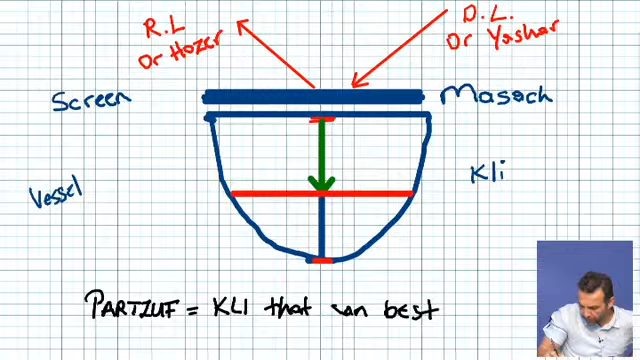 R.L
Or Hozer
D.L.
Or Yashar
Screen
Masach
Vessel
Kli
PARTZUF = KLI that can best